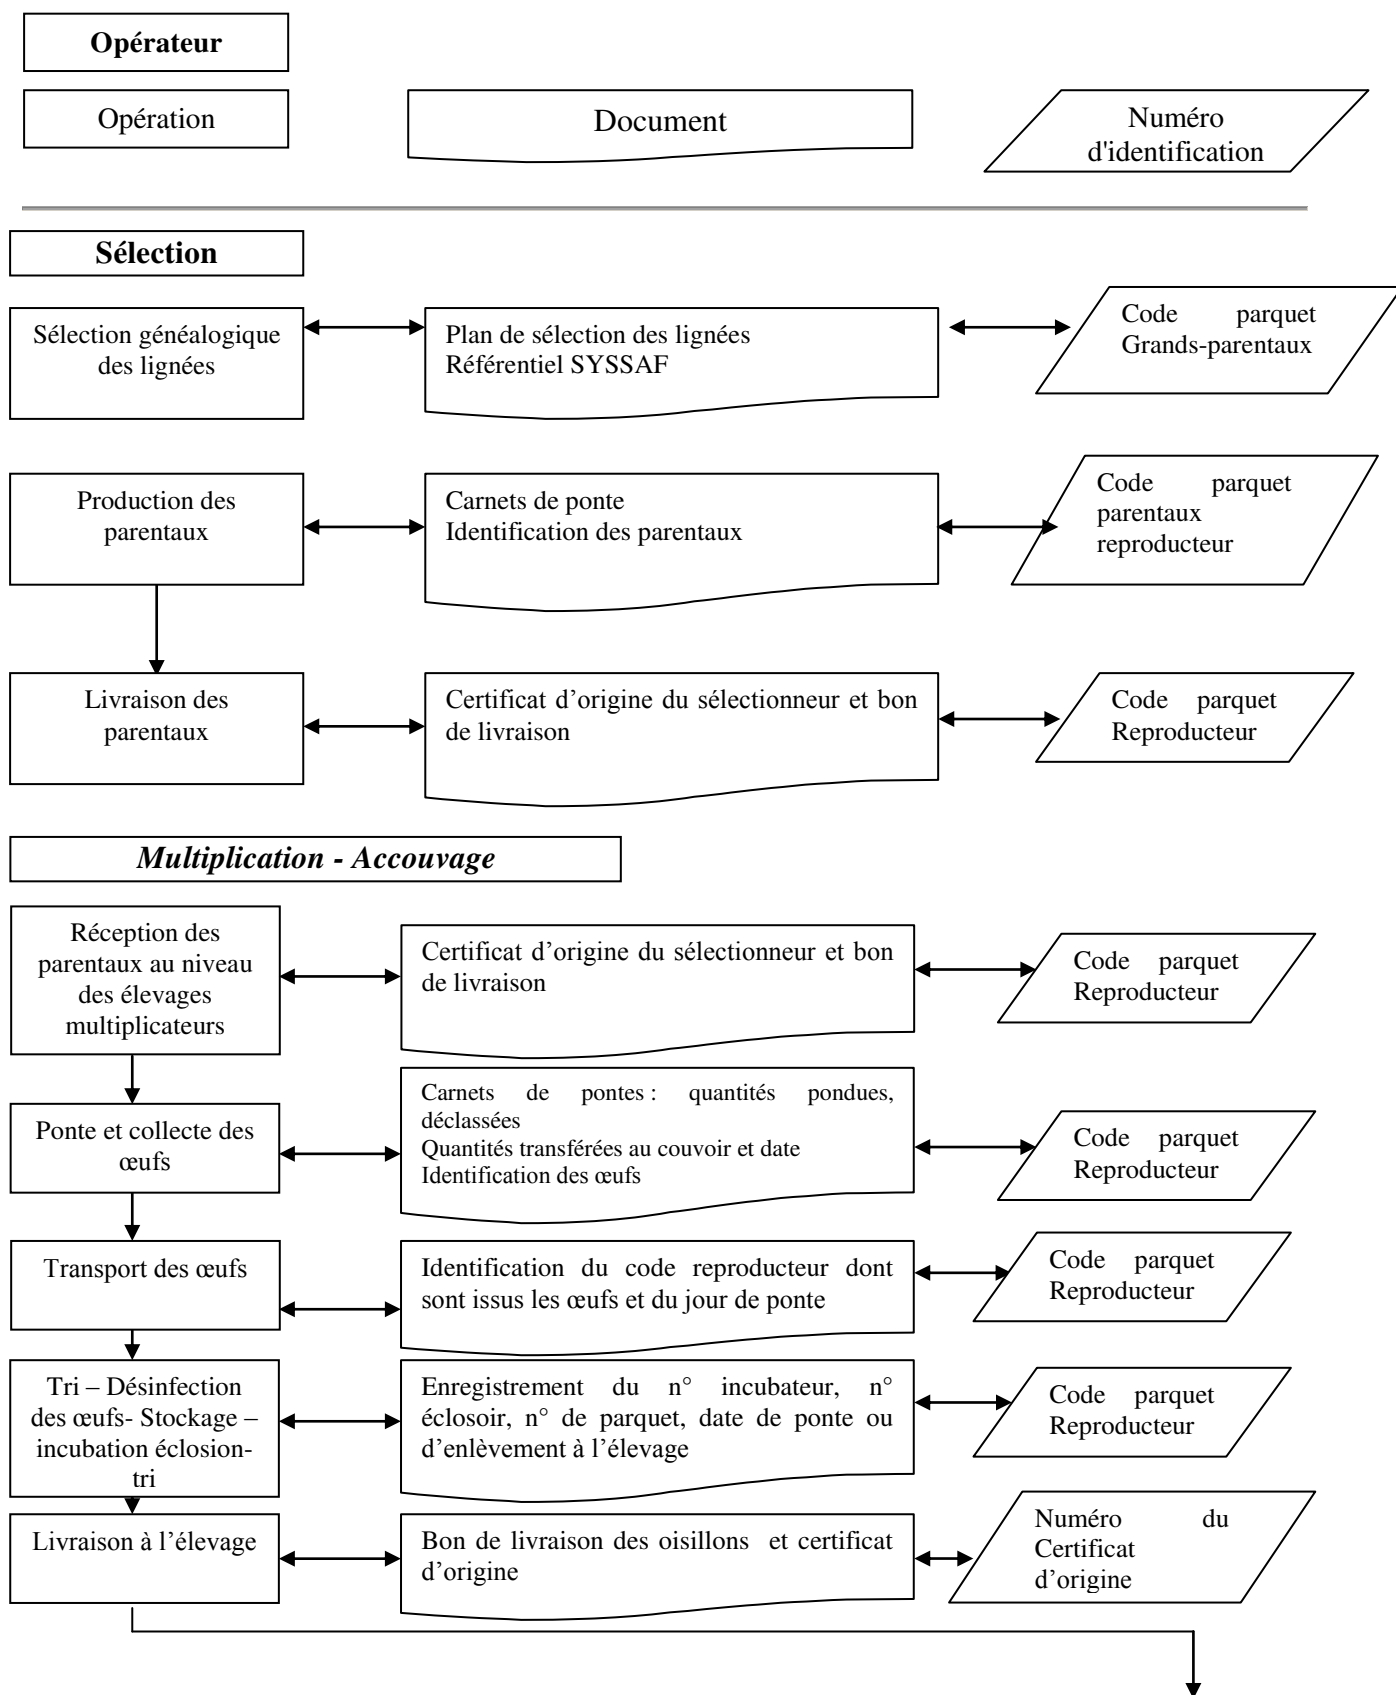 Opérateur
Opération
Document
Numéro
d'identification
Sélection
Sélection généalogique
des lignées
Plan de sélection des lignées
Référentiel SYSSAF
Code parquet
Grands-parentaux
Production des
parentaux
Carnets de ponte
Identification des parentaux
Code parquet
parentaux
reproducteur
Livraison des
parentaux
Certificat d’origine du sélectionneur et bon
de livraison
Code parquet
Reproducteur
Multiplication - Accouvage
Réception des
parentaux au niveau
des élevages
multiplicateurs
Certificat d’origine du sélectionneur et bon
de livraison
Code parquet
Reproducteur
Ponte et collecte des
œufs
Carnets de pontes : quantités pondues,
déclassées
Quantités transférées au couvoir et date
Identification des œufs
Code parquet
Reproducteur
Transport des œufs
Identification du code reproducteur dont
sont issus les œufs et du jour de ponte
Code parquet
Reproducteur
Tri – Désinfection
des œufs- Stockage –
incubation éclosion-
tri
Enregistrement du n° incubateur, n°
éclosoir, n° de parquet, date de ponte ou
d’enlèvement à l’élevage
Code parquet
Reproducteur
Livraison à l’élevage
Bon de livraison des oisillons et certificat
d’origine
Numéro du
Certificat
d’origine